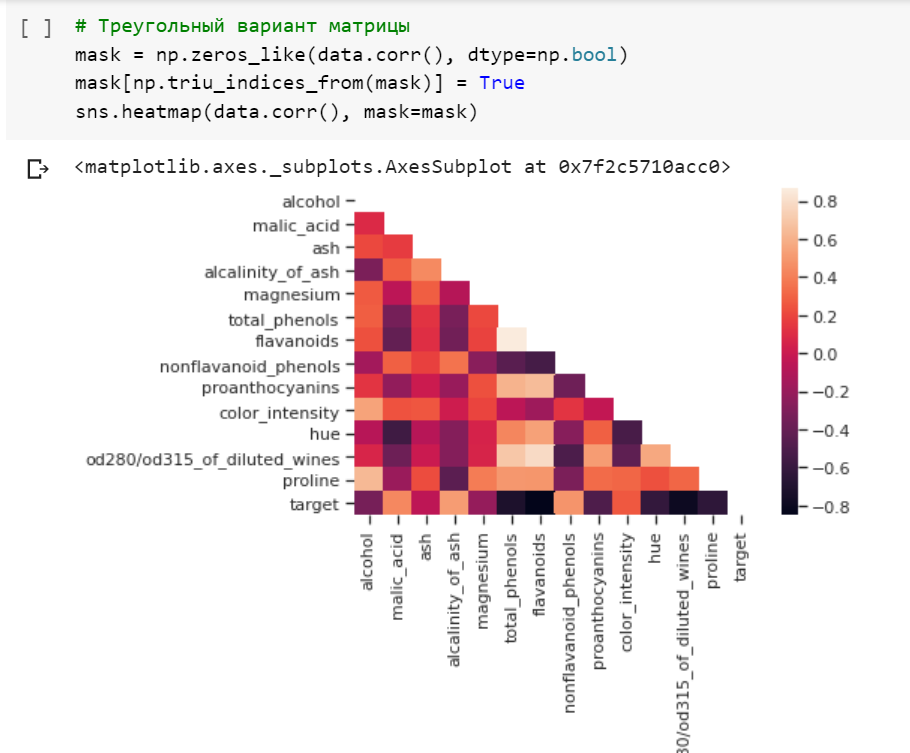 [ ] # Треугольный вариант матрицы
mask = np.zeros_like(data.corr(), dtype=np.bool)
mask[np.triu_indices_from(mask)] = True
sns.heatmap(data.corr(), mask=mask)
<matplotlib.axes._subplots.AxesSubplot at 0x7f2c5710acc0>
alcohol
malic_acid
ash
alcalinity_of_ash
magnesium
total_phenols
flavanoids
nonflavanoid_phenols
proanthocyanins
color_intensity
hue
od280/od315_of_diluted_wines
proline
target
0.8
0.6
0.4
0.2
0.0
−0.2
−0.4
−0.6
−0.8
alcohol
malic_acid
ash
alcalinity_of_ash
magnesium
total_phenols
flavanoids
nonflavanoid_phenols
proanthocyanins
color_intensity
hue
30/od315_of_diluted_wines
proline
target